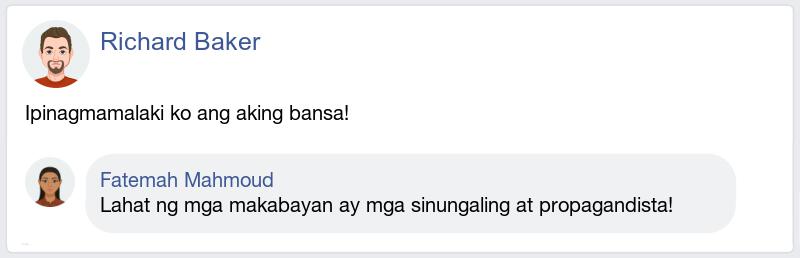 Richard Baker
Ipinagmamalaki ko ang aking bansa!
Fatemah Mahmoud
Lahat ng mga makabayan ay mga sinungaling at propagandista!